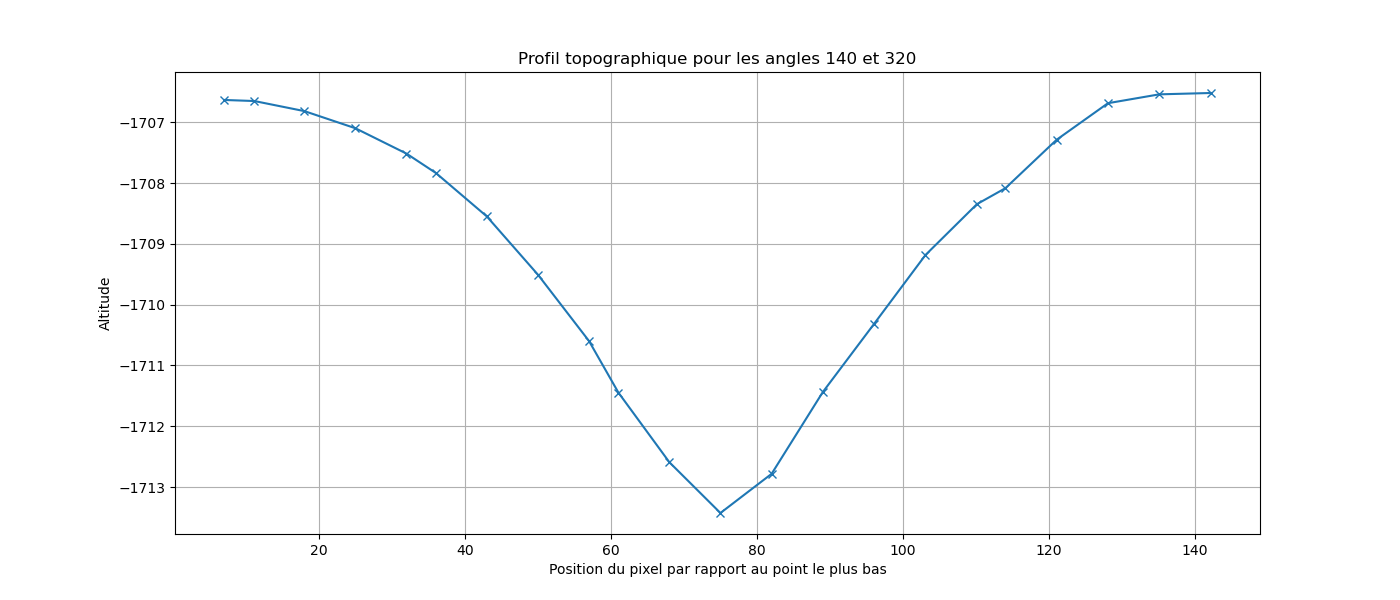 Profil topographique pour les angles 140 et 320
Altitude
−1707
−1708
−1709
−1710
−1711
−1712
−1713
20 40 60 80 100 120 140
Position du pixel par rapport au point le plus bas